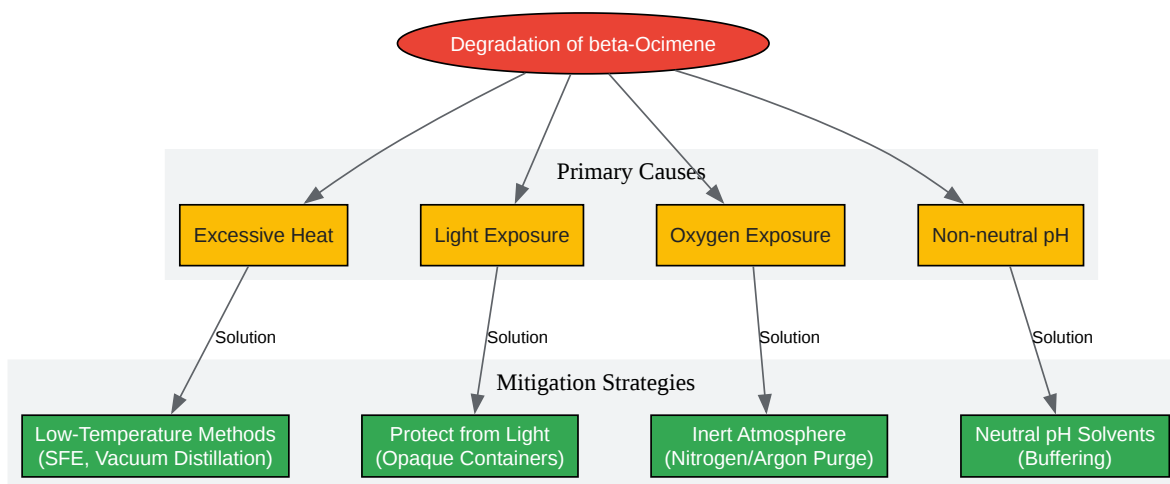 Degradation of beta-Ocimene
Primary Causes
Excessive Heat
Light Exposure
Oxygen Exposure
Non-neutral pH
Solution
Solution
Solution
Solution
Mitigation Strategies
Low-Temperature Methods
(SFE, Vacuum Distillation)
Protect from Light
(Opaque Containers)
Inert Atmosphere
(Nitrogen/Argon Purge)
Neutral pH Solvents
(Buffering)